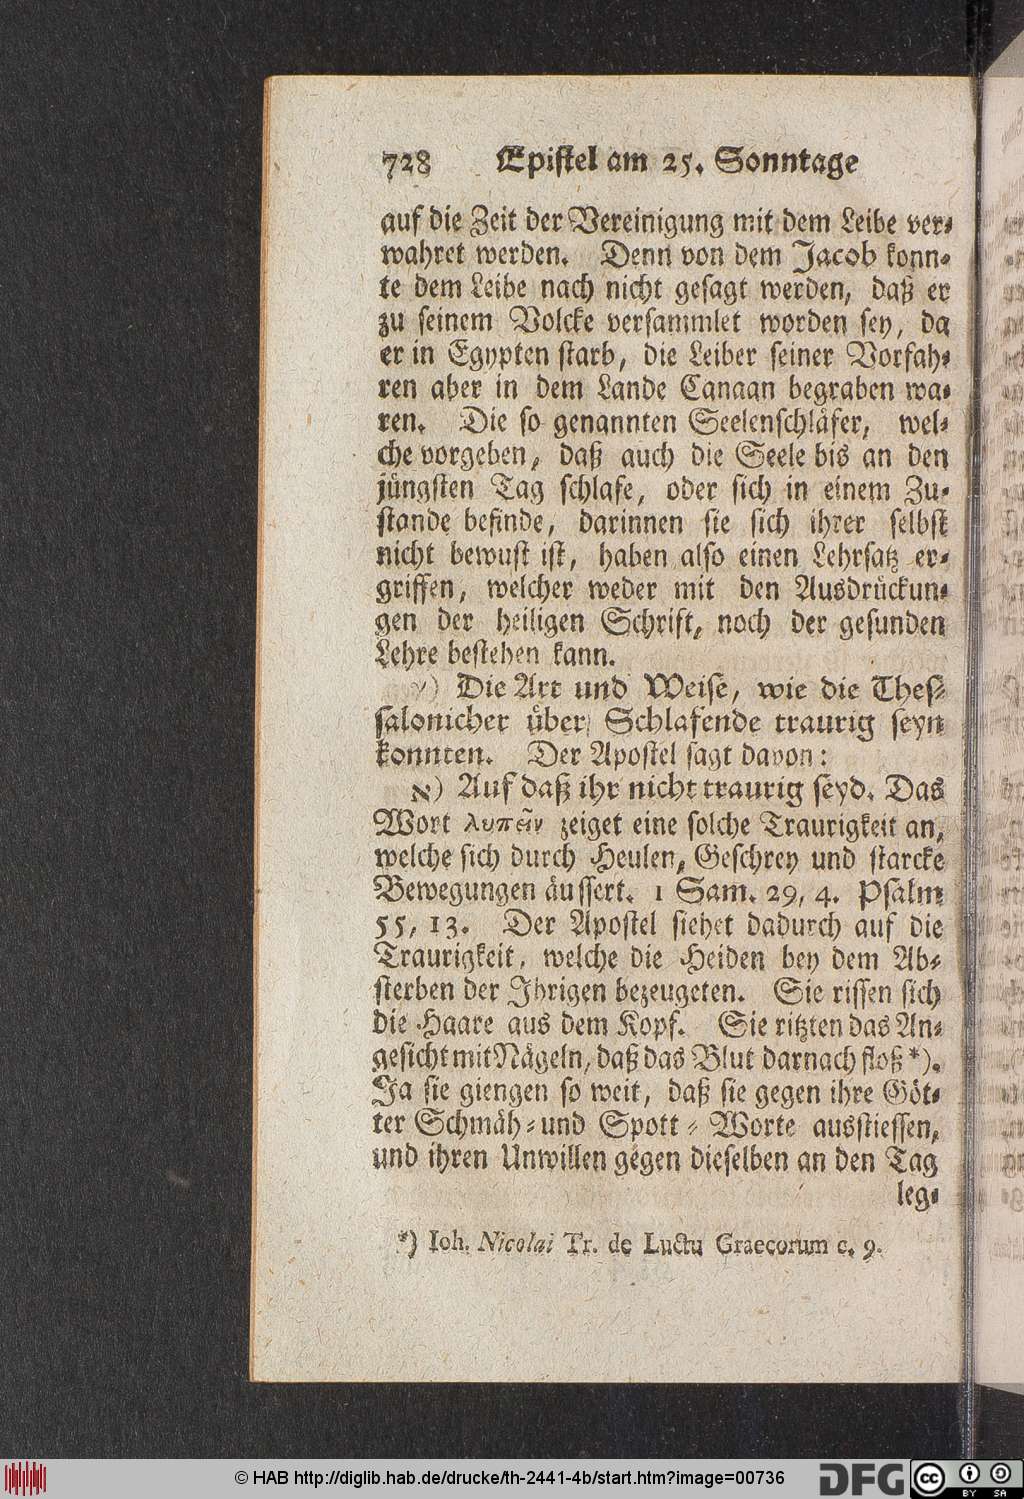 728 Epistel am 25. Sonntage
auf die Zeit der Vereinigung mit dem Leibe ver-
wahret werden. Denn von dem Jacob konn-
te dem Leibe nach nicht gesagt werden, daß er
zu seinem Volcke versammlet worden sey, da
er in Egypten starb, die Leiber seiner Vorfah-
ren aber in dem Lande Canaan begraben wa-
ren. Die so genannten Seelenschläfer, wel-
che vorgeben, daß auch die Seele bis an den
jüngsten Tag schlafe, oder sich in einem Zu-
stande befinde, darinnen sie sich ihrer selbst
nicht bewust ist, haben also einen Lehrsatz er-
griffen, welcher weder mit den Ausdrückun-
gen der heiligen Schrift, noch der gesunden
Lehre bestehen kann.
γ) Die Art und Weise, wie die Thes-
salonicher über Schlafende traurig seyn
konnten. Der Apostel sagt davon:
א) Auf daß ihr nicht traurig seyd. Das
Wort λυπεῖν zeiget eine solche Traurigkeit an,
welche sich durch Heulen, Geschrey und starcke
Bewegungen äussert. 1 Sam. 29, 4. Psalm
55, 13. Der Apostel siehet dadurch auf die
Traurigkeit, welche die Heiden bey dem Ab-
sterben der Ihrigen bezeugeten. Sie rissen sich
die Haare aus dem Kopf. Sie ritzten das An-
gesicht mit Nägeln, daß das Blut darnach floß *).
Ja sie giengen so weit, daß sie gegen ihre Göt-
ter Schmäh- und Spott- Worte ausstiessen,
und ihren Unwillen gegen dieselben an den Tag
leg-
*) Ioh. Nicolai Tr. de Luctu Graecorum c. 9.
© HAB http://diglib.hab.de/drucke/th-2441-4b/start.htm?image=00736
DFG cc BY SA